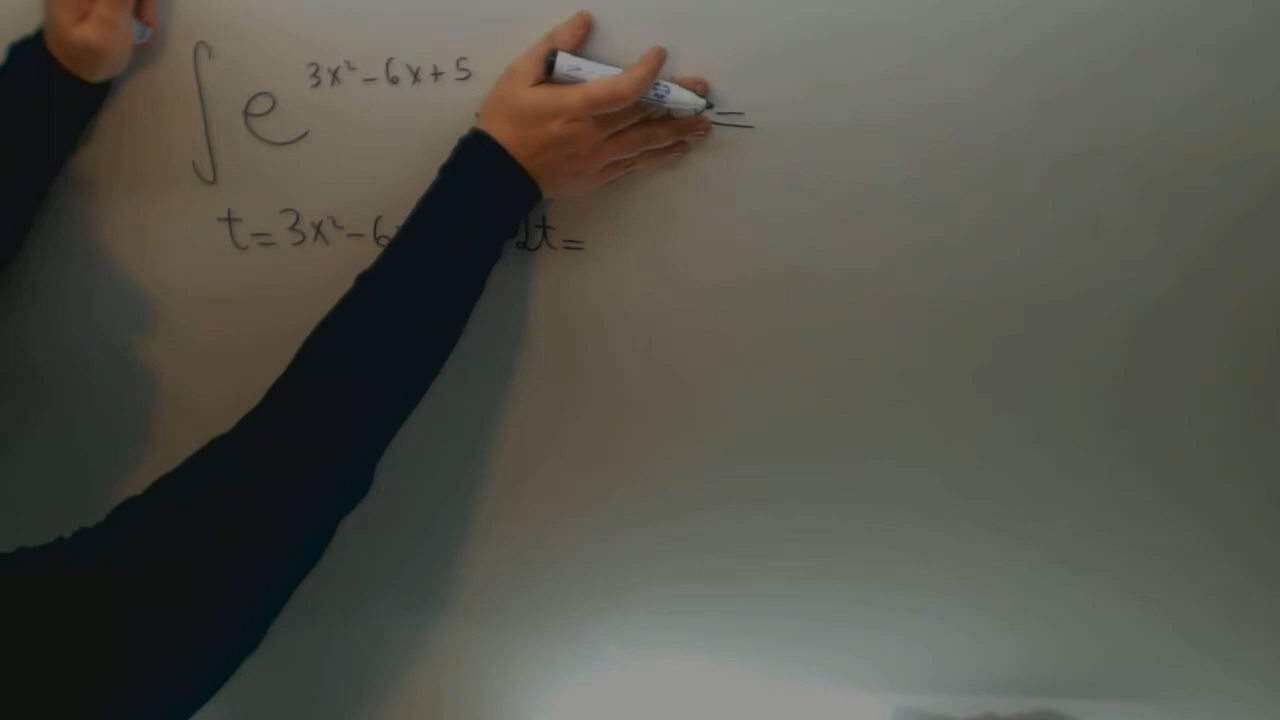 ∫ e^{3x²-6x+5} =
t=3x²-6 dt=